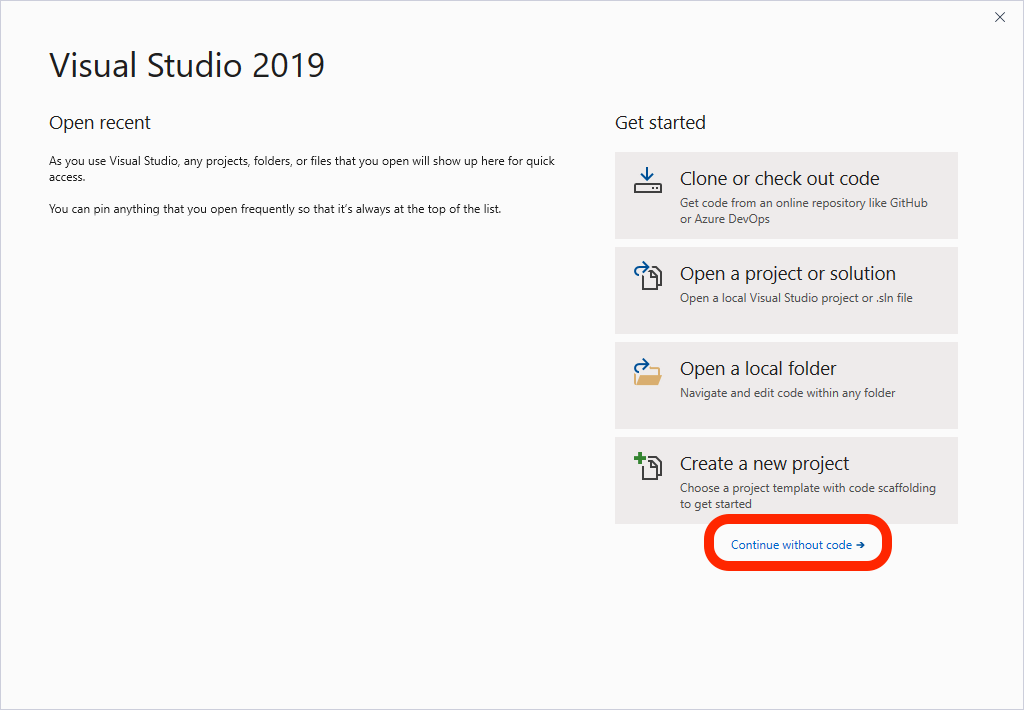 Visual Studio 2019
Open recent
As you use Visual Studio, any projects, folders, or files that you open will show up here for quick
access.
You can pin anything that you open frequently so that it's always at the top of the list.
Get started
Clone or check out code
Get code from an online repository like GitHub
or Azure DevOps
Open a project or solution
Open a local Visual Studio project or .sln file
Open a local folder
Navigate and edit code within any folder
Create a new project
Choose a project template with code scaffolding
to get started
Continue without code →